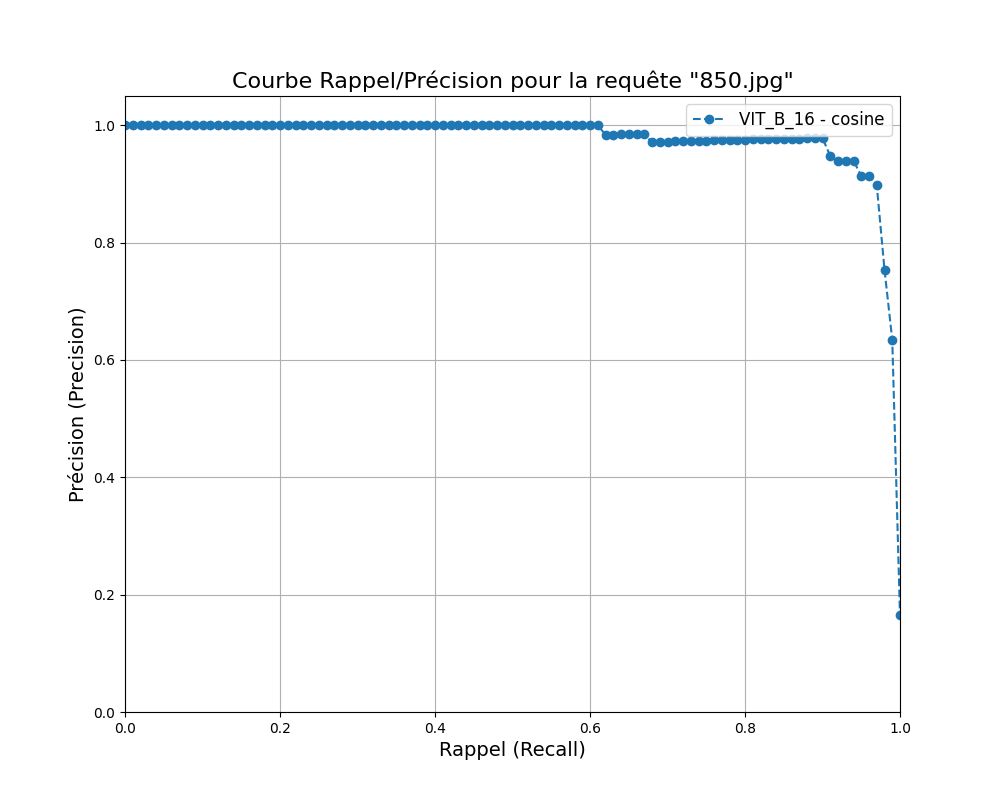 Courbe Rappel/Précision pour la requête "850.jpg"
VIT_B_16 - cosine
1.0
0.8
0.6
0.4
0.2
0.0
Précision (Precision)
0.0 0.2 0.4 0.6 0.8 1.0
Rappel (Recall)